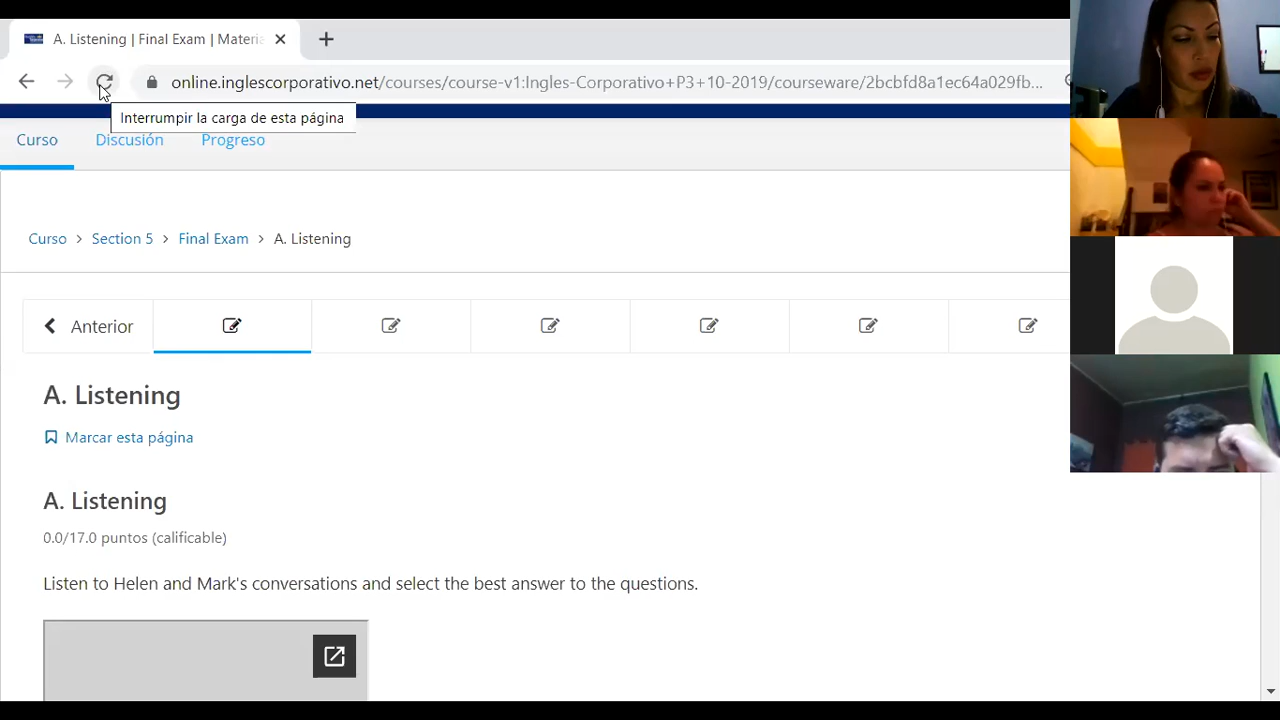 A. Listening | Final Exam | Materia
online.inglescorporativo.net/courses/course-v1:Ingles-Corporativo+P3+10-2019/courseware/2bcbfd8a1ec64a029fb...
Interrumpir la carga de esta página
Curso Discusión Progreso
Curso > Section 5 > Final Exam > A. Listening
Anterior
A. Listening
Marcar esta página
A. Listening
0.0/17.0 puntos (calificable)
Listen to Helen and Mark's conversations and select the best answer to the questions.